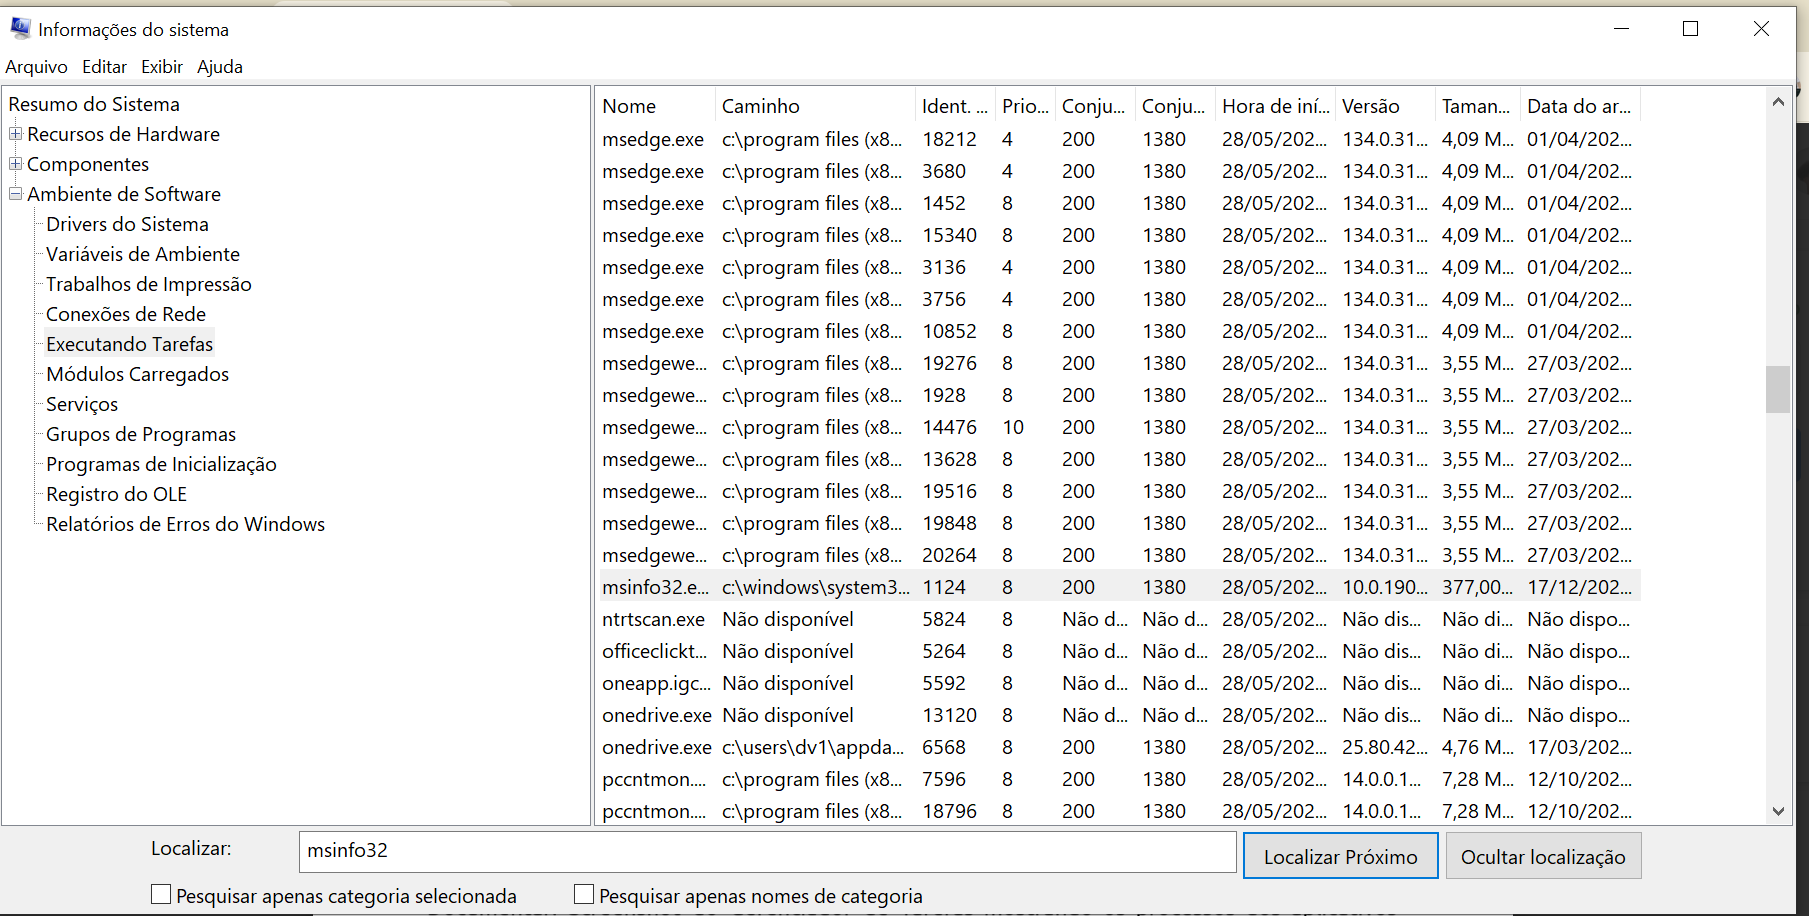 Informações do sistema
Arquivo Editar Exibir Ajuda
Resumo do Sistema
Recursos de Hardware
Componentes
Ambiente de Software
Drivers do Sistema
Variáveis de Ambiente
Trabalhos de Impressão
Conexões de Rede
Executando Tarefas
Módulos Carregados
Serviços
Grupos de Programas
Programas de Inicialização
Registro do OLE
Relatórios de Erros do Windows
Nome Caminho Ident. ... Prio... Conju... Conju... Hora de iní... Versão Taman... Data do ar...
msedge.exe c:\program files (x8... 18212 4 200 1380 28/05/202... 134.0.31... 4,09 M... 01/04/202...
msedge.exe c:\program files (x8... 3680 4 200 1380 28/05/202... 134.0.31... 4,09 M... 01/04/202...
msedge.exe c:\program files (x8... 1452 8 200 1380 28/05/202... 134.0.31... 4,09 M... 01/04/202...
msedge.exe c:\program files (x8... 15340 8 200 1380 28/05/202... 134.0.31... 4,09 M... 01/04/202...
msedge.exe c:\program files (x8... 3136 4 200 1380 28/05/202... 134.0.31... 4,09 M... 01/04/202...
msedge.exe c:\program files (x8... 3756 4 200 1380 28/05/202... 134.0.31... 4,09 M... 01/04/202...
msedge.exe c:\program files (x8... 10852 8 200 1380 28/05/202... 134.0.31... 4,09 M... 01/04/202...
msedgewe... c:\program files (x8... 19276 8 200 1380 28/05/202... 134.0.31... 3,55 M... 27/03/202...
msedgewe... c:\program files (x8... 1928 8 200 1380 28/05/202... 134.0.31... 3,55 M... 27/03/202...
msedgewe... c:\program files (x8... 14476 10 200 1380 28/05/202... 134.0.31... 3,55 M... 27/03/202...
msedgewe... c:\program files (x8... 13628 8 200 1380 28/05/202... 134.0.31... 3,55 M... 27/03/202...
msedgewe... c:\program files (x8... 19516 8 200 1380 28/05/202... 134.0.31... 3,55 M... 27/03/202...
msedgewe... c:\program files (x8... 19848 8 200 1380 28/05/202... 134.0.31... 3,55 M... 27/03/202...
msedgewe... c:\program files (x8... 20264 8 200 1380 28/05/202... 134.0.31... 3,55 M... 27/03/202...
msinfo32.e... c:\windows\system3... 1124 8 200 1380 28/05/202... 10.0.190... 377,00... 17/12/202...
ntrtscan.exe Não disponível 5824 8 Não d... Não d... 28/05/202... Não dis... Não di... Não dispo...
officeclickt... Não disponível 5264 8 Não d... Não d... 28/05/202... Não dis... Não di... Não dispo...
oneapp.igc... Não disponível 5592 8 Não d... Não d... 28/05/202... Não dis... Não di... Não dispo...
onedrive.exe Não disponível 13120 8 Não d... Não d... 28/05/202... Não dis... Não di... Não dispo...
onedrive.exe c:\users\dv1\appda... 6568 8 200 1380 28/05/202... 25.80.42... 4,76 M... 17/03/202...
pccntmon.... c:\program files (x8... 7596 8 200 1380 28/05/202... 14.0.0.1... 7,28 M... 12/10/202...
pccntmon.... c:\program files (x8... 18796 8 200 1380 28/05/202... 14.0.0.1... 7,28 M... 12/10/202...
Localizar: msinfo32 Localizar Próximo Ocultar localização
Pesquisar apenas categoria selecionada Pesquisar apenas nomes de categoria